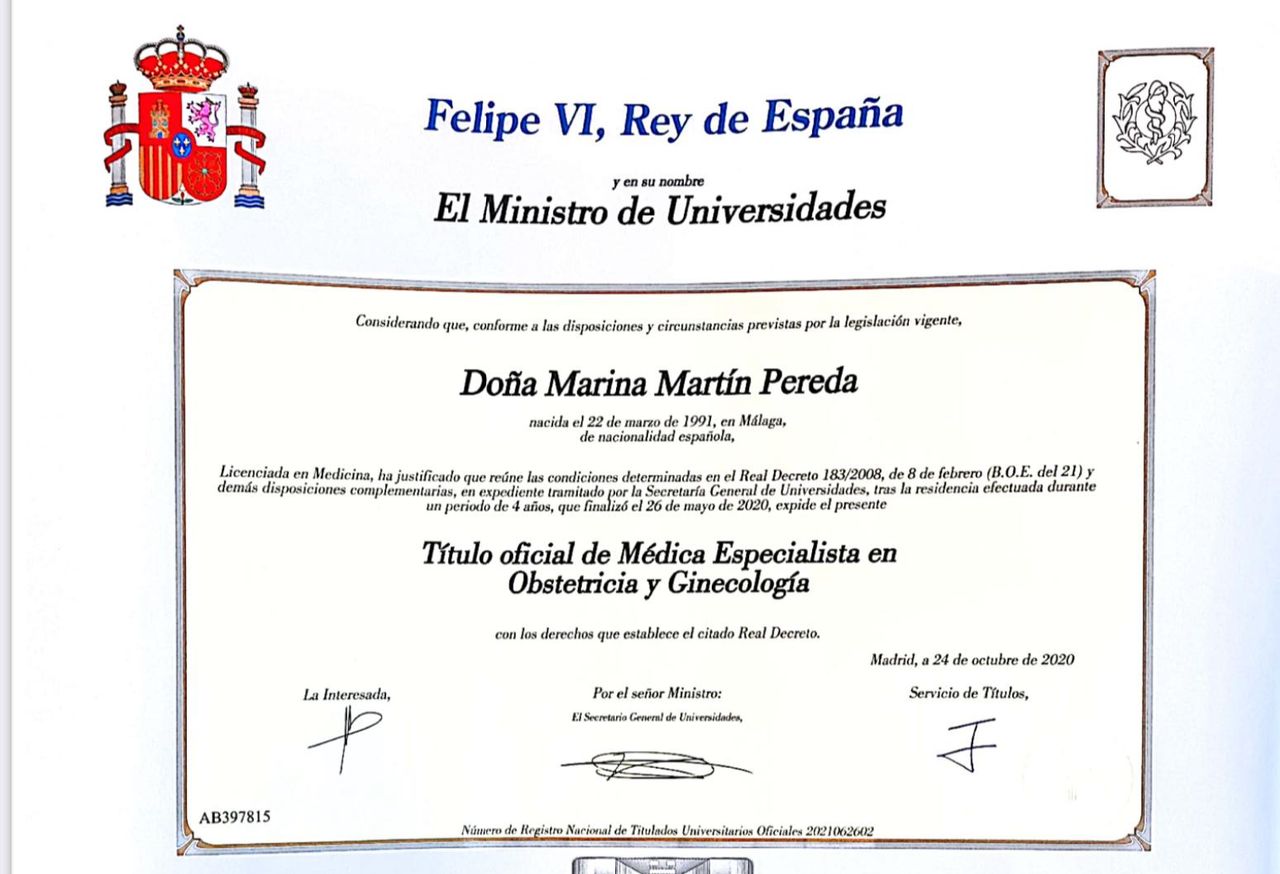 Felipe VI, Rey de España
y en su nombre
El Ministro de Universidades
Considerando que, conforme a las disposiciones y circunstancias previstas por la legislación vigente,
Doña Marina Martín Pereda
nacida el 22 de marzo de 1991, en Málaga,
de nacionalidad española,
Licenciada en Medicina, ha justificado que reúne las condiciones determinadas en el Real Decreto 183/2008, de 8 de febrero (B.O.E. del 21) y
demás disposiciones complementarias, en expediente tramitado por la Secretaría General de Universidades, tras la residencia efectuada durante
un periodo de 4 años, que finalizó el 26 de mayo de 2020, expide el presente
Título oficial de Médica Especialista en
Obstetricia y Ginecología
con los derechos que establece el citado Real Decreto.
Madrid, a 24 de octubre de 2020
La Interesada,
Por el señor Ministro:
El Secretario General de Universidades,
Servicio de Títulos,
AB397815
Número de Registro Nacional de Titulados Universitarios Oficiales 2021062602